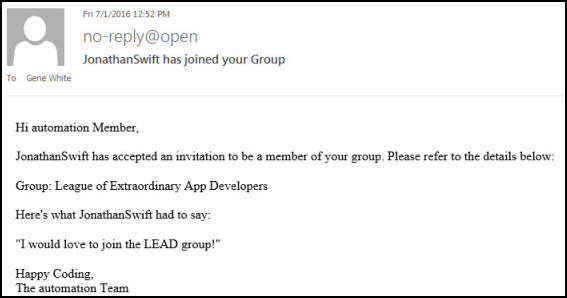 Fri 7/1/2016 12:52 PM
no-reply@open
JonathanSwift has joined your Group
To Gene White
Hi automation Member,
JonathanSwift has accepted an invitation to be a member of your group. Please refer to the details below:
Group: League of Extraordinary App Developers
Here's what JonathanSwift had to say:
"I would love to join the LEAD group!"
Happy Coding,
The automation Team